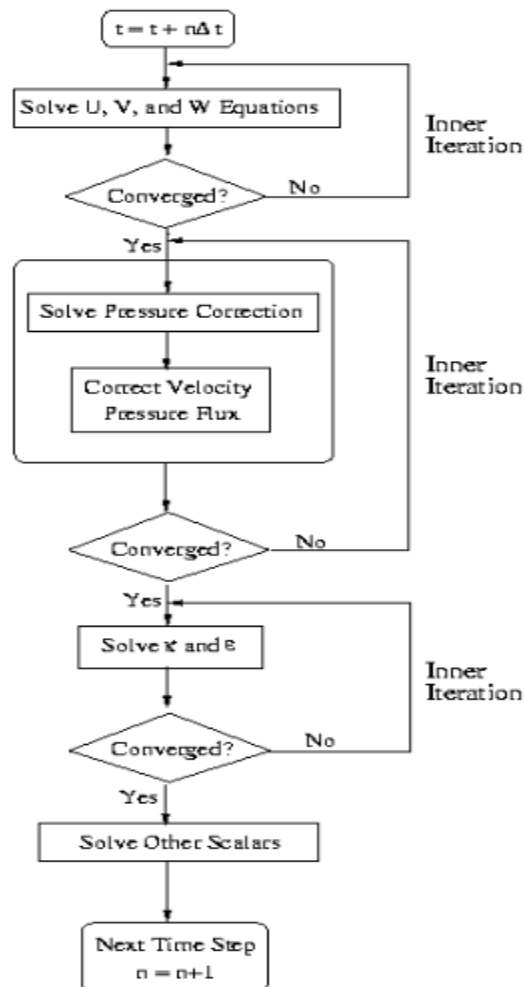 t = t + nΔt
Solve U, V, and W Equations
Inner
Iteration
Converged?
No
Yes
Solve Pressure Correction
Correct Velocity
Pressure Flux
Inner
Iteration
Converged?
No
Yes
Solve κ and ε
Inner
Iteration
Converged?
No
Yes
Solve Other Scalars
Next Time Step
n = n+1